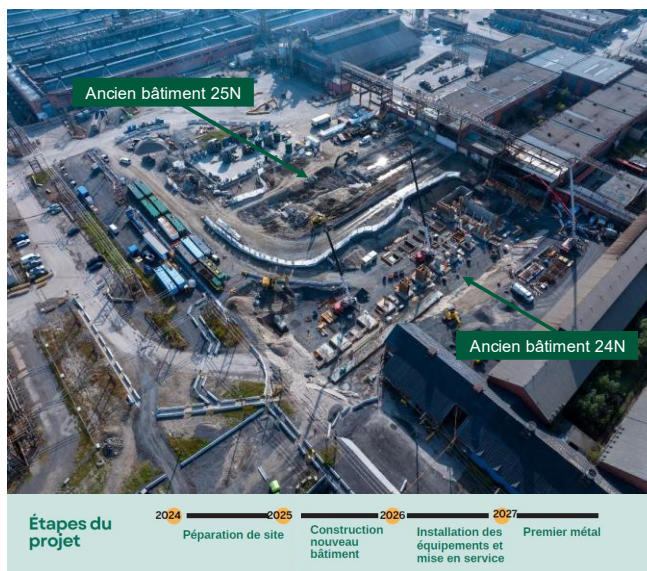 Ancien bâtiment 25N
Ancien bâtiment 24N
Étapes du
projet
2024
2025
2026
2027
Péparation de site
Construction
nouveau
bâtiment
Installation des
équipements et
mise en service
Premier métal